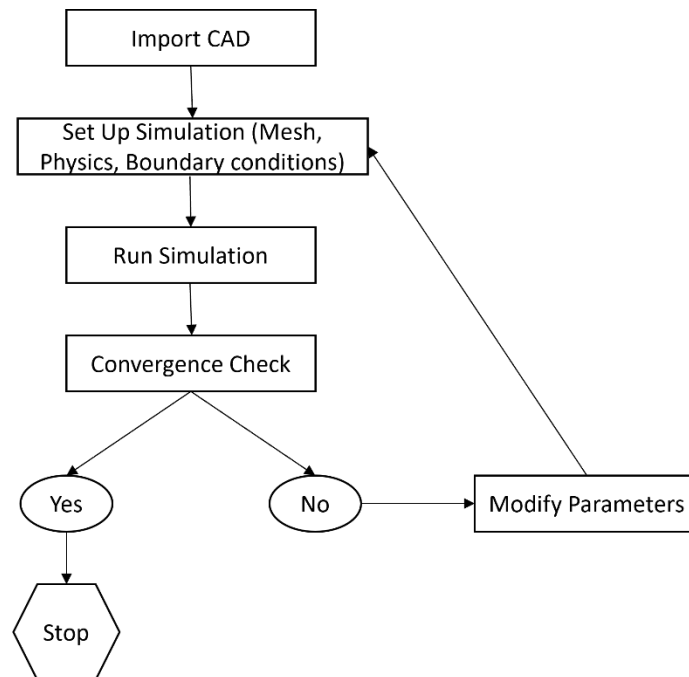 Import CAD
Set Up Simulation (Mesh,
Physics, Boundary conditions)
Run Simulation
Convergence Check
Yes
No
Modify Parameters
Stop